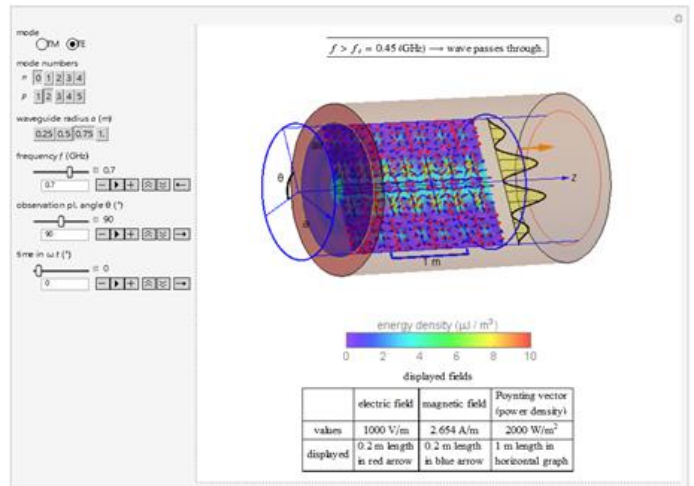 mode
TM TE
mode numbers
n 0 1 2 3 4
p 1 2 3 4 5
waveguide radius a (m)
0.25 0.5 0.75 1.
frequency f (GHz)
0.7
0.7
observation pl. angle θ (°)
90
90
time in ω t (°)
0
0
f > fc = 0.45 (GHz) ⟶ wave passes through.
θ
a
z
1 m
energy density (μJ / m³)
0 2 4 6 8 10
displayed fields
electric field magnetic field Poynting vector (power density)
values 1000 V/m 2.654 A/m 2000 W/m²
displayed 0.2 m length in red arrow 0.2 m length in blue arrow 1 m length in horizontal graph